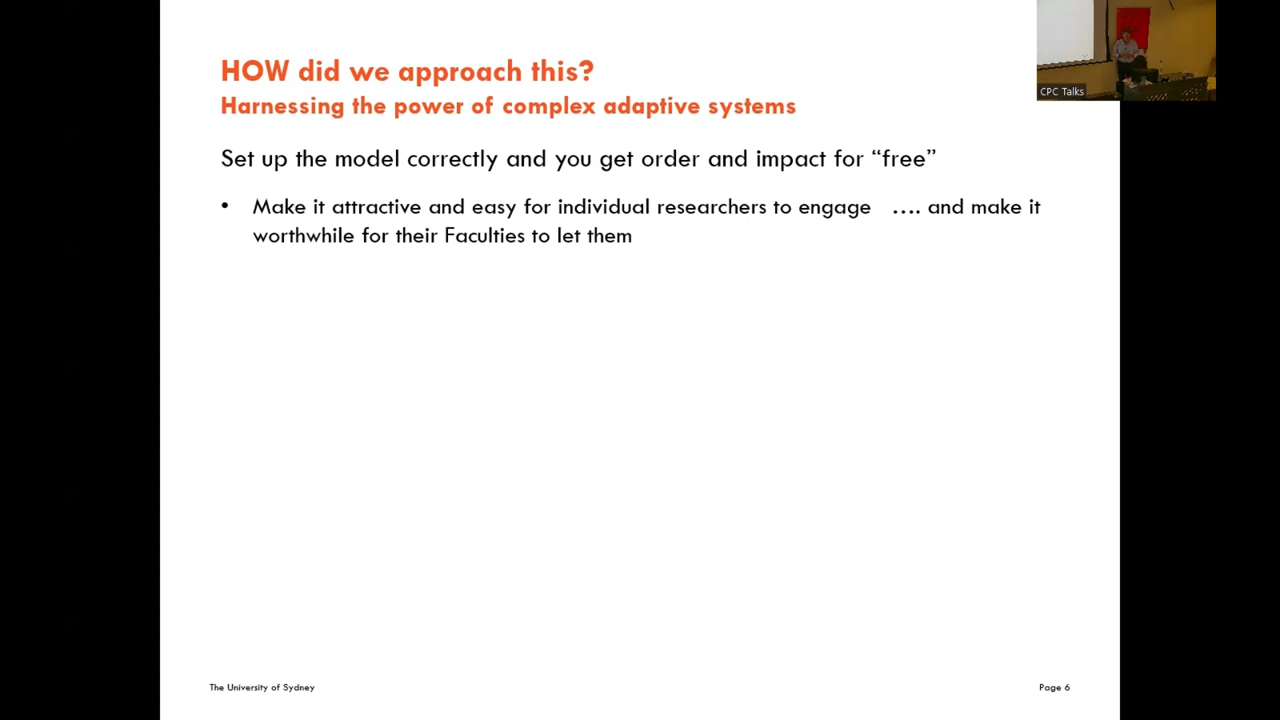 HOW did we approach this?
Harnessing the power of complex adaptive systems
CPC Talks
Set up the model correctly and you get order and impact for “free”
• Make it attractive and easy for individual researchers to engage …. and make it
worthwhile for their Faculties to let them
The University of Sydney
Page 6